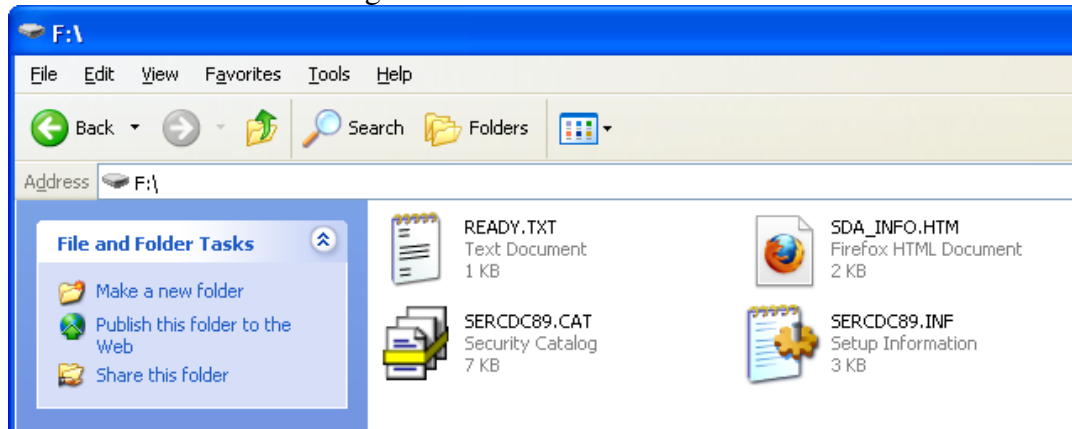 F:\
File Edit View Favorites Tools Help
Back Search Folders
Address F:\
File and Folder Tasks
Make a new folder
Publish this folder to the
Web
Share this folder
READY.TXT
Text Document
1 KB
SDA_INFO.HTM
Firefox HTML Document
2 KB
SERCDC89.CAT
Security Catalog
7 KB
SERCDC89.INF
Setup Information
3 KB